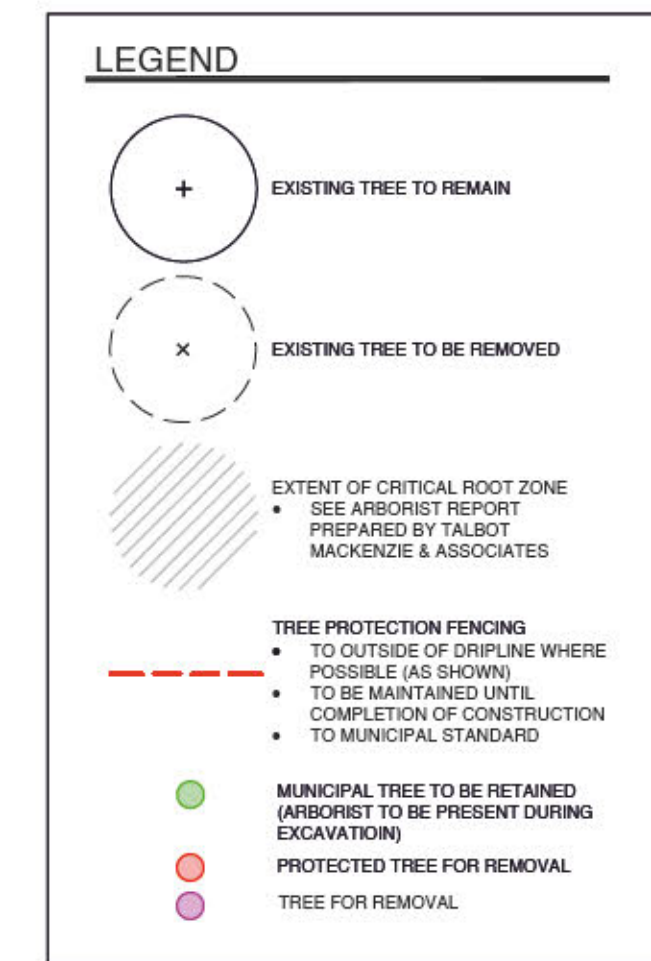 LEGEND
EXISTING TREE TO REMAIN
EXISTING TREE TO BE REMOVED
EXTENT OF CRITICAL ROOT ZONE
• SEE ARBORIST REPORT
PREPARED BY TALBOT
MACKENZIE & ASSOCIATES
TREE PROTECTION FENCING
• TO OUTSIDE OF DRIPLINE WHERE
POSSIBLE (AS SHOWN)
• TO BE MAINTAINED UNTIL
COMPLETION OF CONSTRUCTION
• TO MUNICIPAL STANDARD
MUNICIPAL TREE TO BE RETAINED
(ARBORIST TO BE PRESENT DURING
EXCAVATIOIN)
PROTECTED TREE FOR REMOVAL
TREE FOR REMOVAL